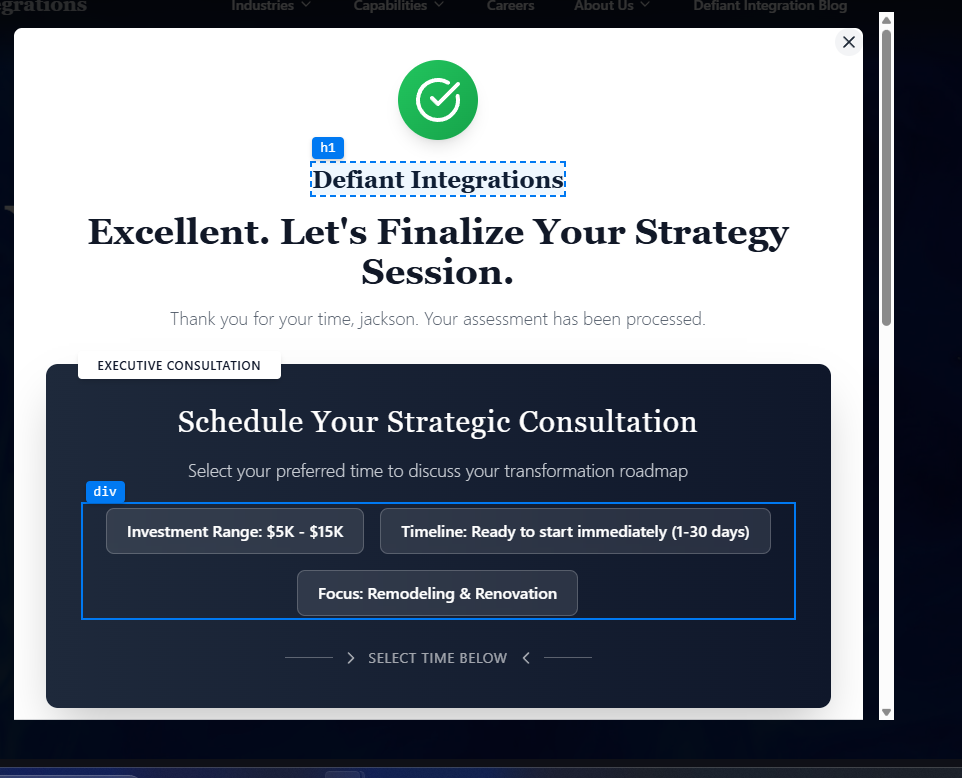 egrations
Industries
Capabilities
Careers
About Us
Defiant Integration Blog
h1
Defiant Integrations
Excellent. Let's Finalize Your Strategy
Session.
Thank you for your time, jackson. Your assessment has been processed.
EXECUTIVE CONSULTATION
Schedule Your Strategic Consultation
Select your preferred time to discuss your transformation roadmap
div
Investment Range: $5K - $15K
Timeline: Ready to start immediately (1-30 days)
Focus: Remodeling & Renovation
SELECT TIME BELOW